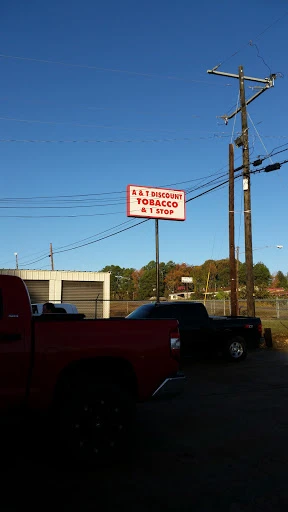 A & T DISCOUNT
TOBACCO
& 1 STOP